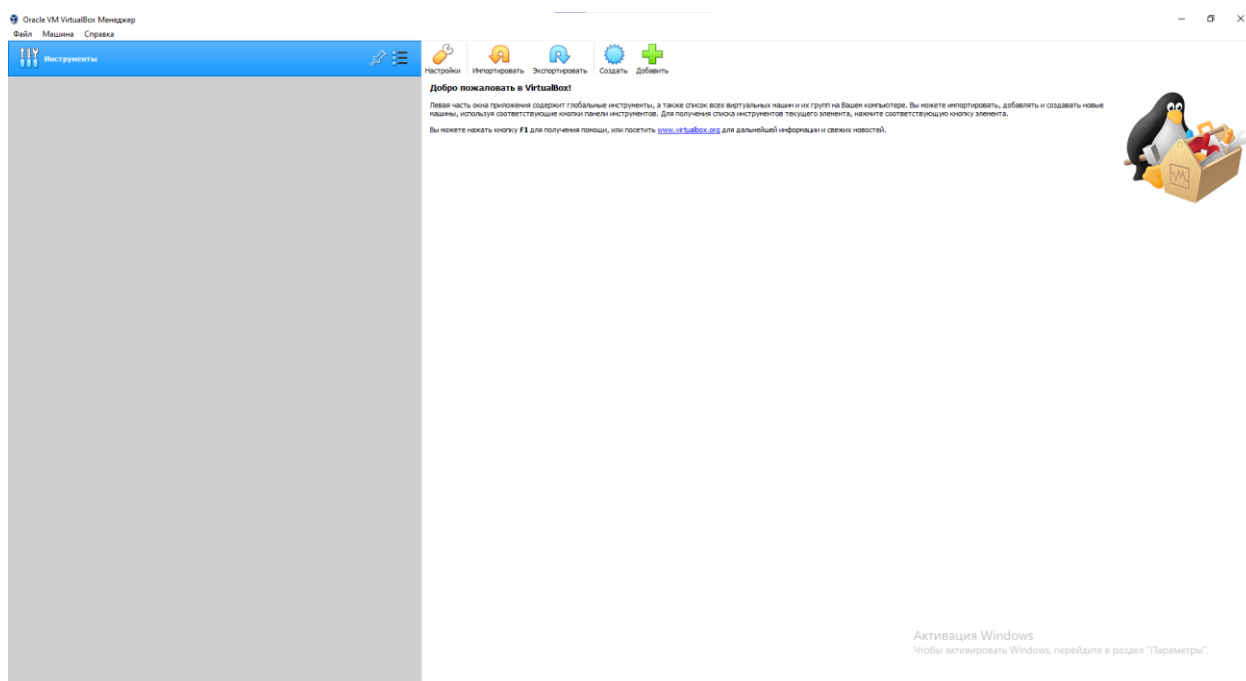 Oracle VM VirtualBox Менеджер
Файл Машина Справка
Инструменты
Настройки Импортировать Экспортировать Создать Добавить
Добро пожаловать в VirtualBox!
Левая часть окна приложения содержит глобальные инструменты, а также список всех виртуальных машин и их групп на Вашем компьютере. Вы можете импортировать, добавлять и создавать новые
машины, используя соответствующие кнопки панели инструментов. Для получения списка инструментов текущего элемента, нажмите соответствующую кнопку элемента.
Вы можете нажать кнопку F1 для получения помощи, или посетить www.virtualbox.org для дальнейшей информации и свежих новостей.
Активация Windows
Чтобы активировать Windows, перейдите в раздел "Параметры".